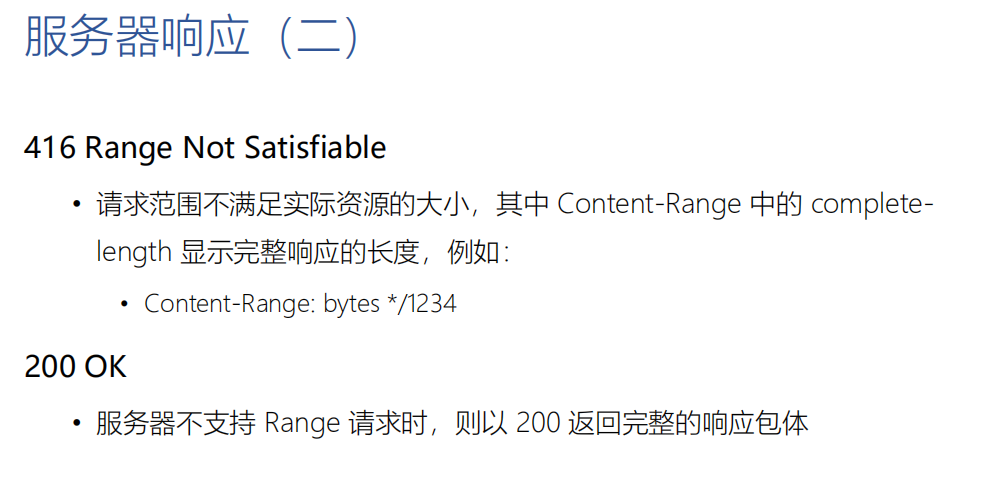 服务器响应（二）
416 Range Not Satisfiable
• 请求范围不满足实际资源的大小，其中 Content-Range 中的 complete-
length 显示完整响应的长度，例如：
• Content-Range: bytes */1234
200 OK
• 服务器不支持 Range 请求时，则以 200 返回完整的响应包体